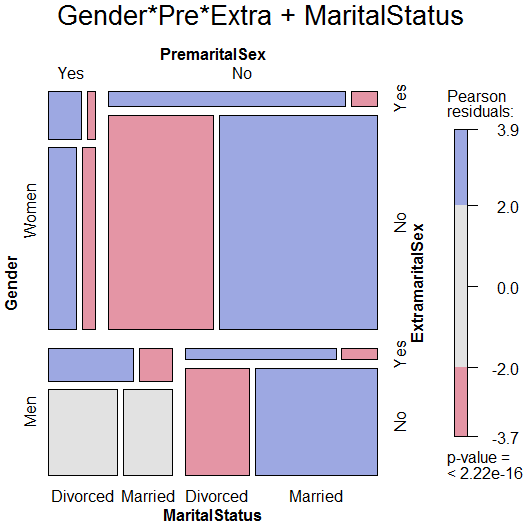 Gender*Pre*Extra + MaritalStatus
PremaritalSex
Yes No
Pearson
residuals:
3.9
2.0
0.0
-2.0
-3.7
p-value =
< 2.22e-16
Gender
Women
Men
Yes
No
Yes
No
ExtramaritalSex
Divorced Married Divorced Married
MaritalStatus